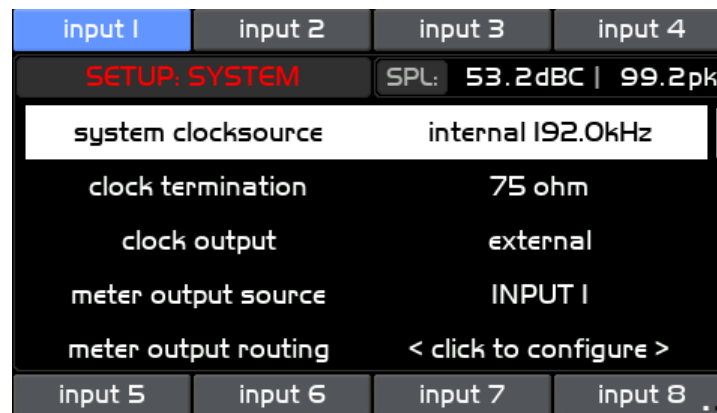 input 1 input 2 input 3 input 4
SETUP: SYSTEM SPL: 53.2dBC | 99.2pk
system clocksource internal 192.0kHz
clock termination 75 ohm
clock output external
meter output source INPUT 1
meter output routing < click to configure >
input 5 input 6 input 7 input 8